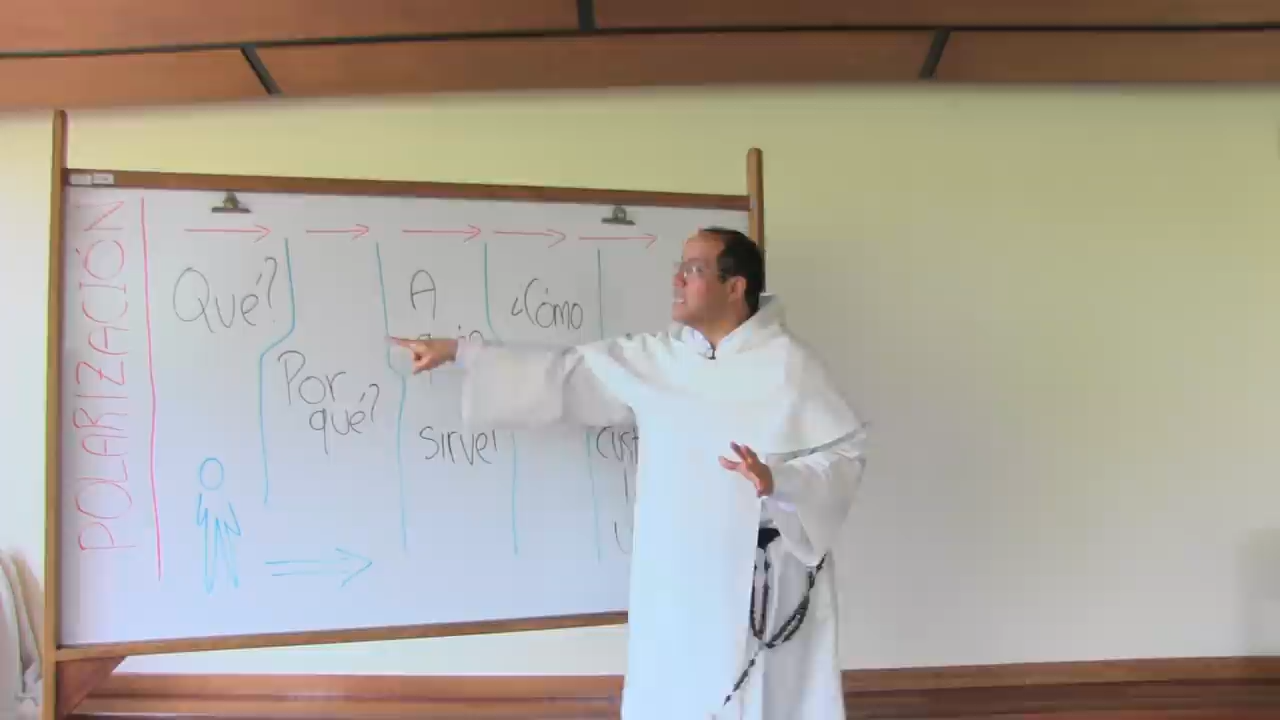 POLARIZACIÓN
Qué?
Por
qué?
A
sirve?
¿Cómo